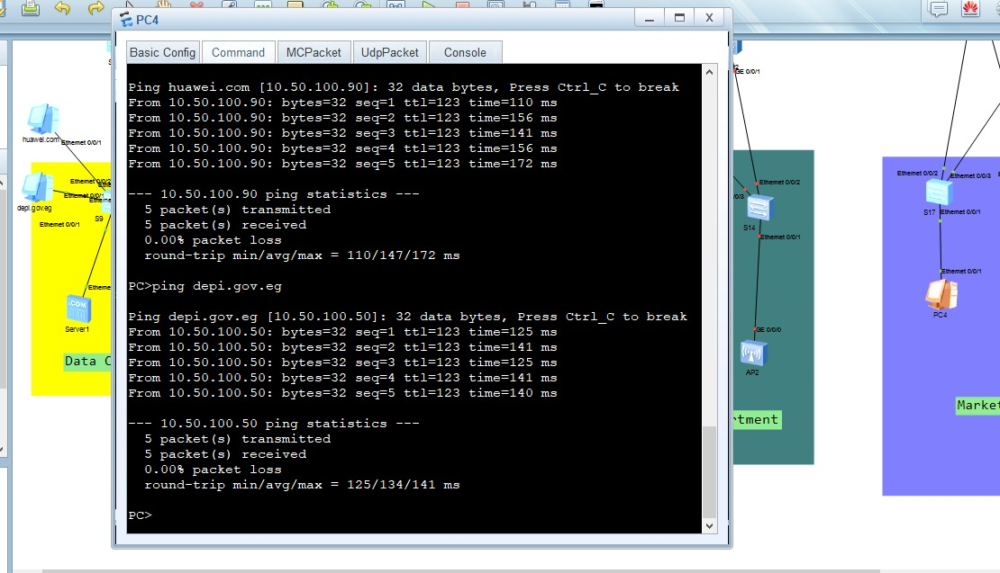 PC4
X
Basic Config
Command
MCPacket
UdpPacket
Console
Ping huawei.com [10.50.100.90]: 32 data bytes, Press Ctrl_C to break
From 10.50.100.90: bytes=32 seq=1 ttl=123 time=110 ms
From 10.50.100.90: bytes=32 seq=2 ttl=123 time=156 ms
From 10.50.100.90: bytes=32 seq=3 ttl=123 time=141 ms
From 10.50.100.90: bytes=32 seq=4 ttl=123 time=156 ms
From 10.50.100.90: bytes=32 seq=5 ttl=123 time=172 ms
--- 10.50.100.90 ping statistics ---
5 packet(s) transmitted
5 packet(s) received
0.00% packet loss
round-trip min/avg/max = 110/147/172 ms
PC>ping depi.gov.eg
Ping depi.gov.eg [10.50.100.50]: 32 data bytes, Press Ctrl_C to break
From 10.50.100.50: bytes=32 seq=1 ttl=123 time=125 ms
From 10.50.100.50: bytes=32 seq=2 ttl=123 time=141 ms
From 10.50.100.50: bytes=32 seq=3 ttl=123 time=125 ms
From 10.50.100.50: bytes=32 seq=4 ttl=123 time=141 ms
From 10.50.100.50: bytes=32 seq=5 ttl=123 time=140 ms
--- 10.50.100.50 ping statistics ---
5 packet(s) transmitted
5 packet(s) received
0.00% packet loss
round-trip min/avg/max = 125/134/141 ms
PC>
huawei.com
Ethernet 0/0/1
Ethernet 0/0/2
Ethernet 0/0/1
depi.gov.eg
Ethernet 0/0/1
S9
Etherne
Server1
.COM
Data C
GE 0/0/1
Ethernet 0/0/2
0/3
S14
Ethernet 0/0/1
GE 0/0/0
AP2
rtment
Ethernet 0/0/2
Ethernet 0/0/3
S17
Ethernet 0/0/1
Ethernet 0/0/1
PC4
Market